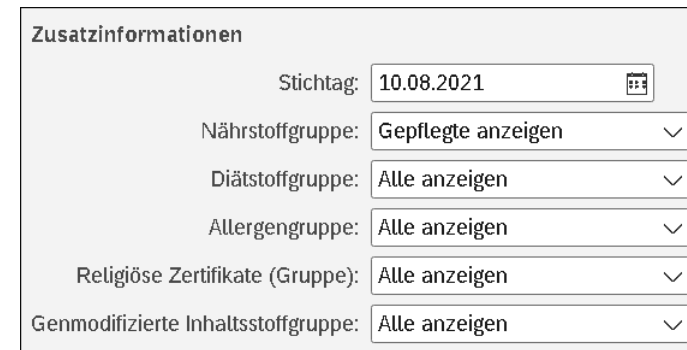 Zusatzinformationen
Stichtag: 10.08.2021
Nährstoffgruppe: Gepflegte anzeigen
Diätstoffgruppe: Alle anzeigen
Allergengruppe: Alle anzeigen
Religiöse Zertifikate (Gruppe): Alle anzeigen
Genmodifizierte Inhaltsstoffgruppe: Alle anzeigen